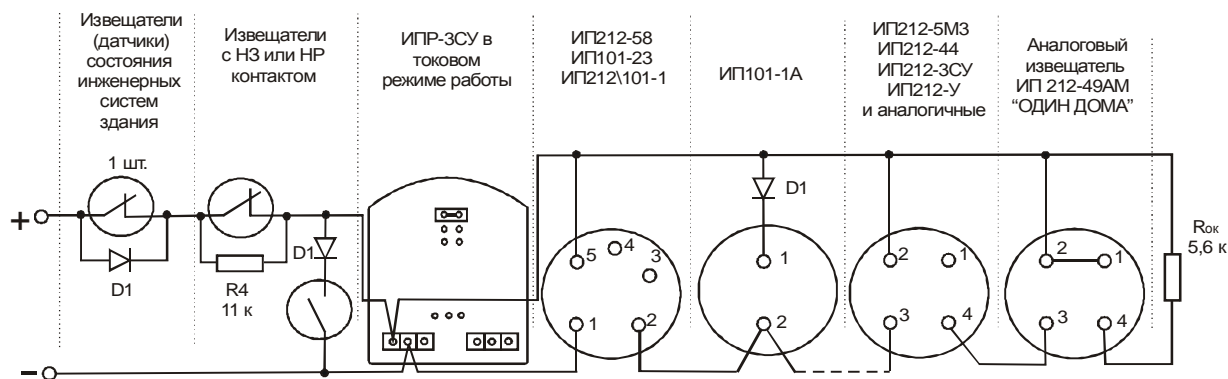 Извещатели
(датчики)
состояния
инженерных
систем
здания
1 шт.
D1
Извещатели
с НЗ или НР
контактом
R4
11 к
D1
ИПР-3СУ в
токовом
режиме работы
ИП212-58
ИП101-23
ИП212\101-1
5
4
3
1
2
ИП101-1А
D1
1
2
ИП212-5М3
ИП212-44
ИП212-3СУ
ИП212-У
и аналогичные
2
1
3
4
Аналоговый
извещатель
ИП 212-49АМ
“ОДИН ДОМА”
2
1
3
4
Rок
5,6 к
+
-